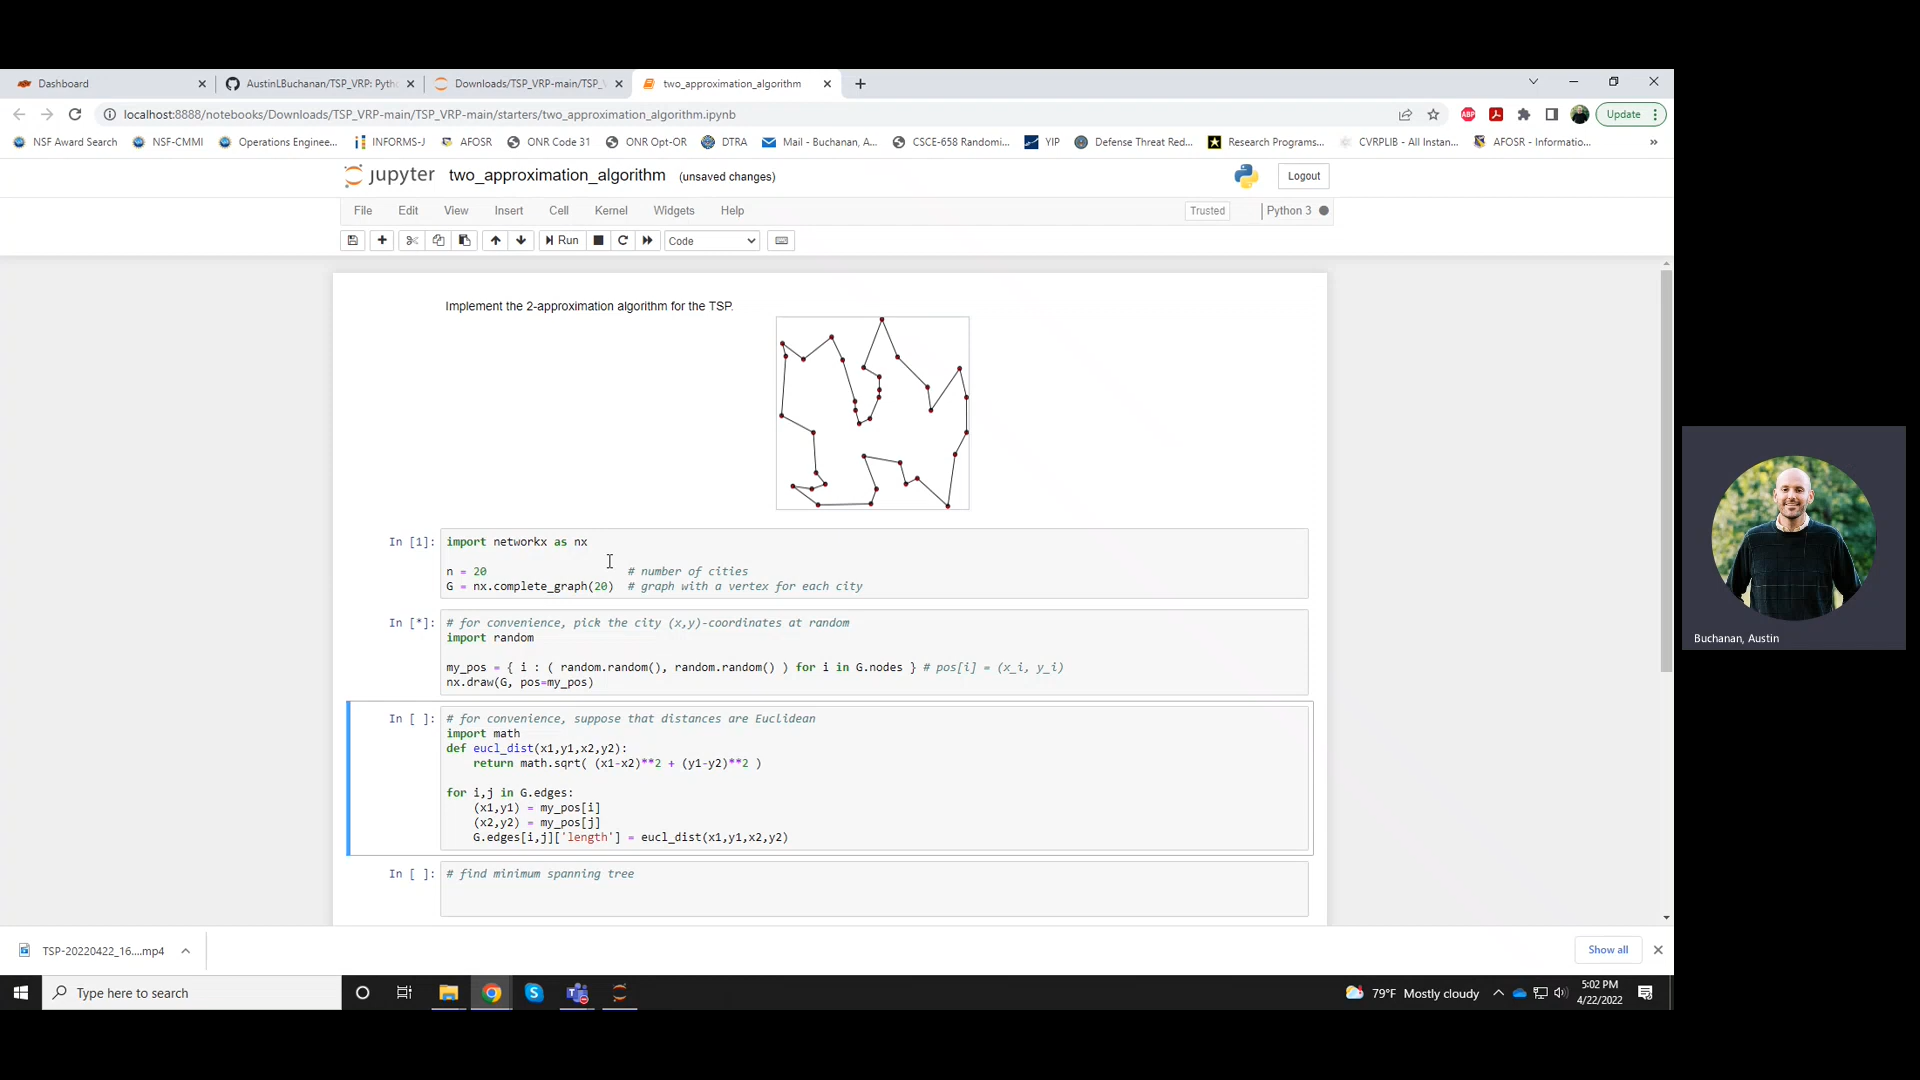 Dashboard
AustinLBuchanan/TSP_VRP: Pytho
Downloads/TSP_VRP-main/TSP_V
two_approximation_algorithm
localhost:8888/notebooks/Downloads/TSP_VRP-main/TSP_VRP-main/starters/two_approximation_algorithm.ipynb
ABP
Update
NSF Award Search
NSF-CMMI
Operations Enginee...
INFORMS-J
AFOSR
ONR Code 31
ONR Opt-OR
DTRA
Mail - Buchanan, A...
CSCE-658 Randomi...
YIP
Defense Threat Red...
Research Programs...
CVRPLIB - All Instan...
AFOSR - Informatio...
»
jupyter two_approximation_algorithm (unsaved changes)
Logout
File Edit View Insert Cell Kernel Widgets Help
Trusted
Python 3
Run
Code
Implement the 2-approximation algorithm for the TSP.
In [1]:
import networkx as nx
n = 20 # number of cities
G = nx.complete_graph(20) # graph with a vertex for each city
In [*]:
# for convenience, pick the city (x,y)-coordinates at random
import random
my_pos = { i : ( random.random(), random.random() ) for i in G.nodes } # pos[i] = (x_i, y_i)
nx.draw(G, pos=my_pos)
In [ ]:
# for convenience, suppose that distances are Euclidean
import math
def eucl_dist(x1,y1,x2,y2):
    return math.sqrt( (x1-x2)**2 + (y1-y2)**2 )
for i,j in G.edges:
    (x1,y1) = my_pos[i]
    (x2,y2) = my_pos[j]
    G.edges[i,j]['length'] = eucl_dist(x1,y1,x2,y2)
In [ ]:
# find minimum spanning tree
Buchanan, Austin
TSP-20220422_16....mp4
Show all
Type here to search
79°F Mostly cloudy
5:02 PM
4/22/2022